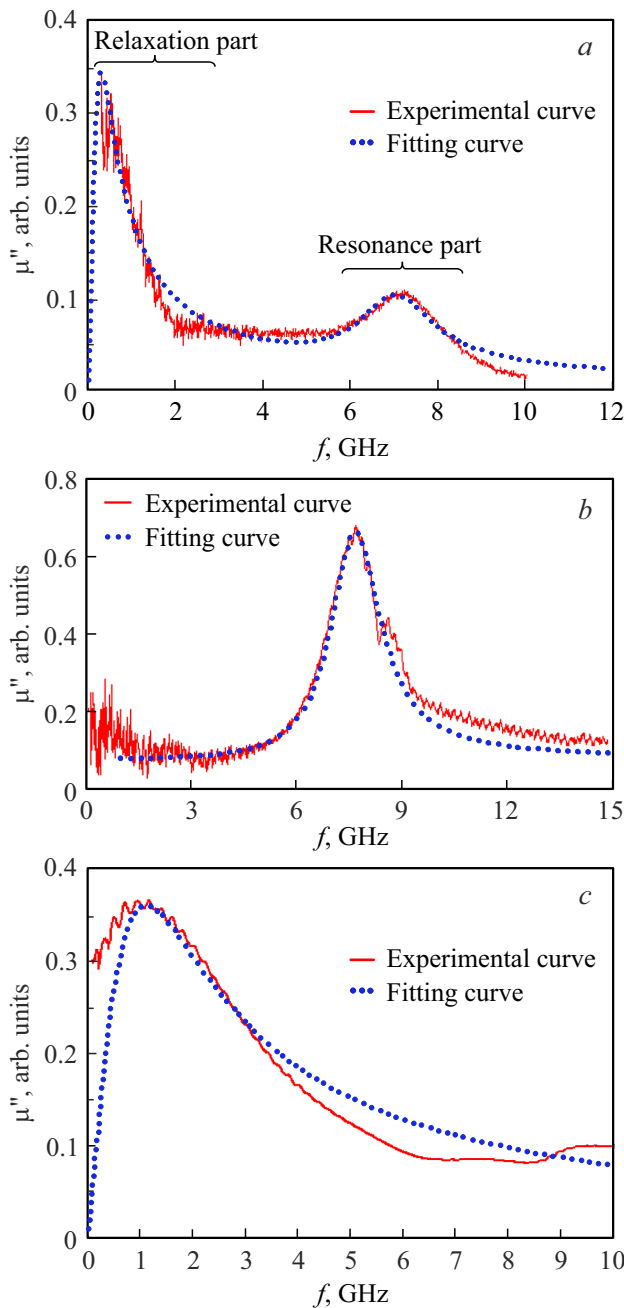 0.4
Relaxation part
a
Experimental curve
Fitting curve
0.3
0.2
Resonance part
0.1
0
μ", arb. units
0 2 4 6 8 10 12
f, GHz
0.8
Experimental curve
b
Fitting curve
0.6
0.4
0.2
0
μ", arb. units
0 3 6 9 12 15
f, GHz
0.4
c
Experimental curve
Fitting curve
0.3
0.2
0.1
0
μ", arb. units
0 1 2 3 4 5 6 7 8 9 10
f, GHz